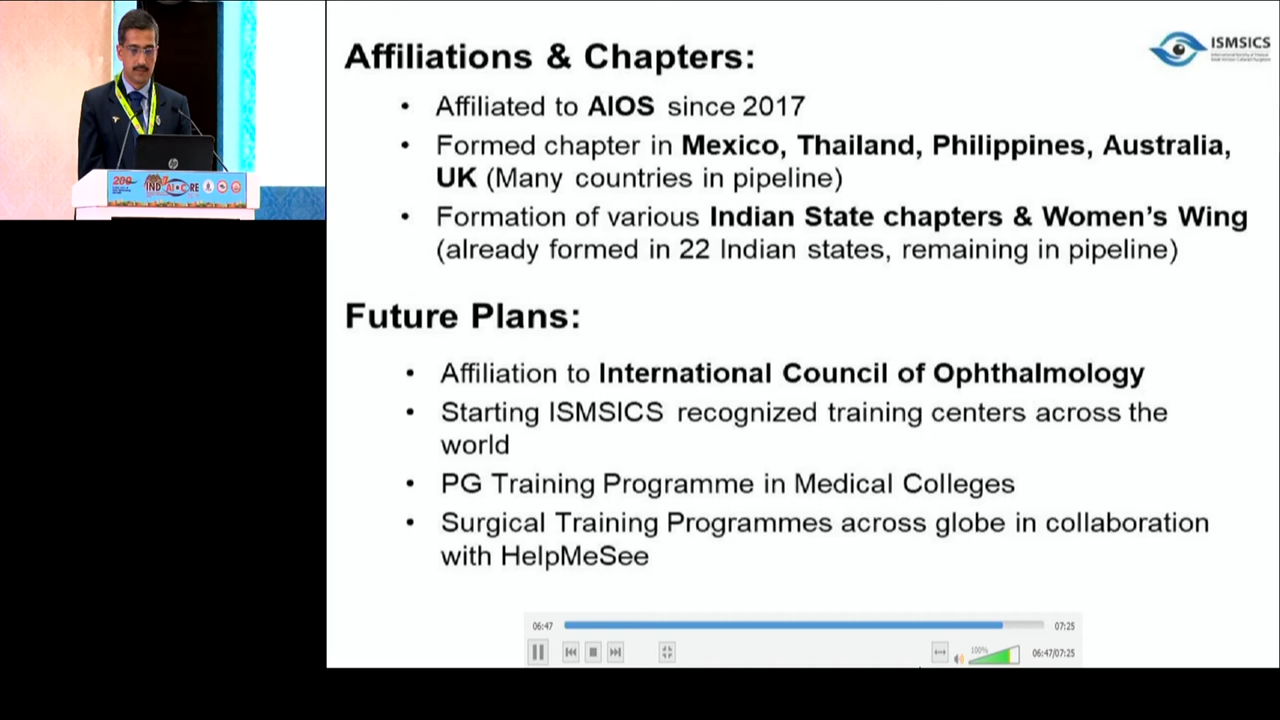 Affiliations & Chapters:
ISMSICS
• Affiliated to AIOS since 2017
• Formed chapter in Mexico, Thailand, Philippines, Australia,
UK (Many countries in pipeline)
• Formation of various Indian State chapters & Women's Wing
(already formed in 22 Indian states, remaining in pipeline)
Future Plans:
• Affiliation to International Council of Ophthalmology
• Starting ISMSICS recognized training centers across the
world
• PG Training Programme in Medical Colleges
• Surgical Training Programmes across globe in collaboration
with HelpMeSee
06:47
07:25
100%
06:47/07:25
hp